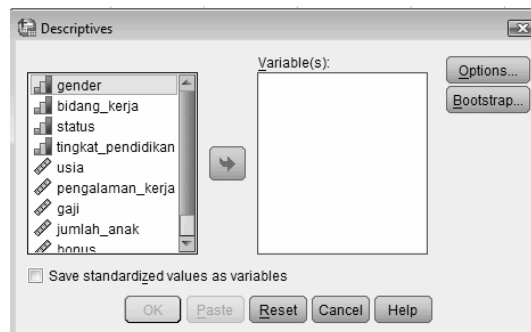 Descriptives
Variable(s):
gender
bidang_kerja
status
tingkat_pendidikan
usia
pengalaman_kerja
gaji
jumlah_anak
bonus
Options...
Bootstrap...
Save standardized values as variables
OK Paste Reset Cancel Help